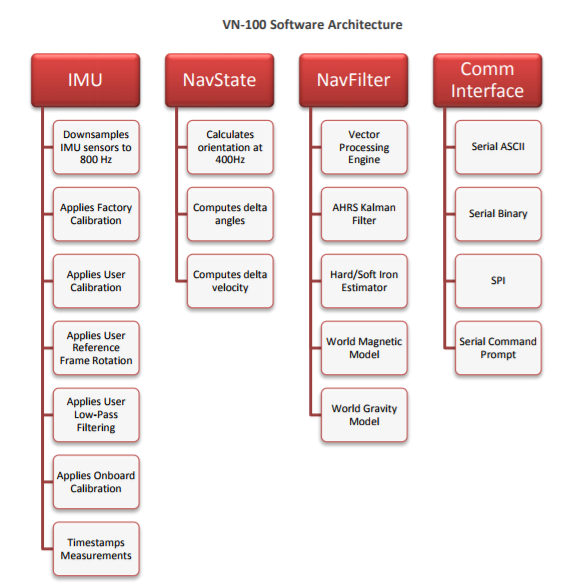 VN-100 Software Architecture
IMU
Downsamples
IMU sensors to
800 Hz
Applies Factory
Calibration
Applies User
Calibration
Applies User
Reference
Frame Rotation
Applies User
Low-Pass
Filtering
Applies Onboard
Calibration
Timestamps
Measurements
NavState
Calculates
orientation at
400Hz
Computes delta
angles
Computes delta
velocity
NavFilter
Vector
Processing
Engine
AHRS Kalman
Filter
Hard/Soft Iron
Estimator
World Magnetic
Model
World Gravity
Model
Comm
Interface
Serial ASCII
Serial Binary
SPI
Serial Command
Prompt